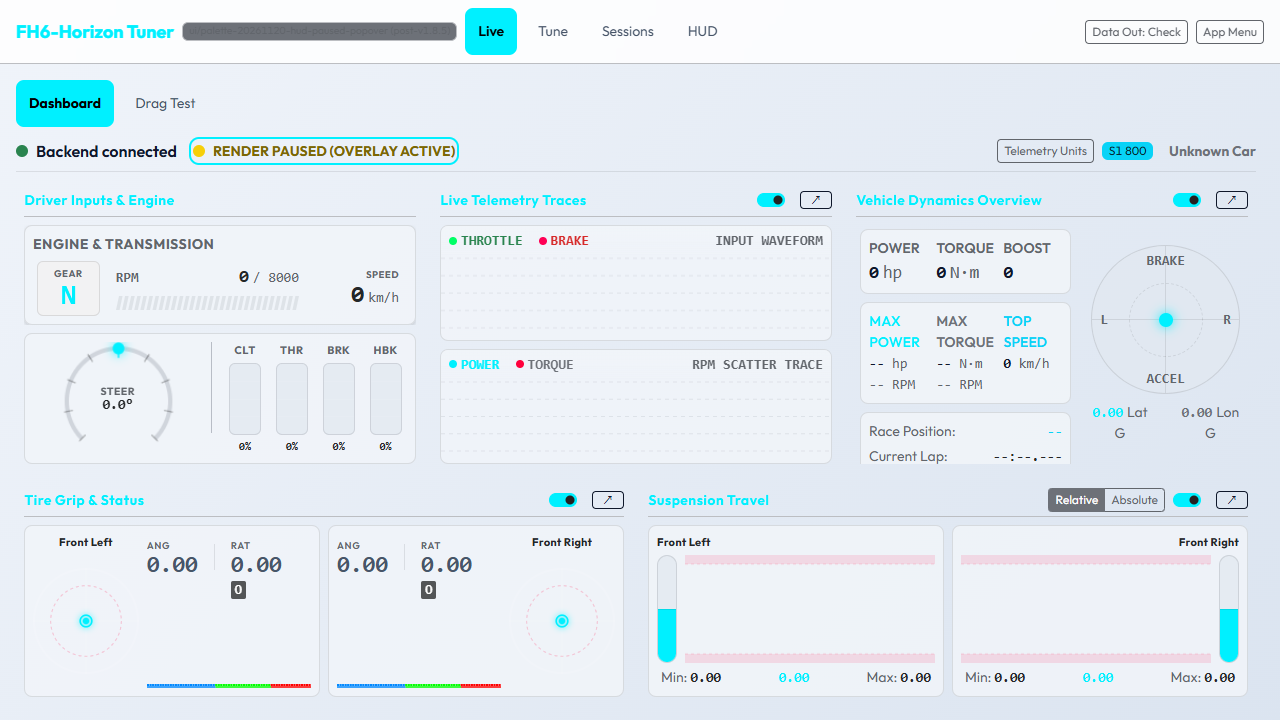 FH6-Horizon Tuner
Live
Tune
Sessions
HUD
Data Out: Check
App Menu
Dashboard
Drag Test
Backend connected
RENDER PAUSED (OVERLAY ACTIVE)
Telemetry Units
S1 800
Unknown Car
Driver Inputs & Engine
ENGINE & TRANSMISSION
GEAR
N
RPM
0 / 8000
SPEED
0 km/h
STEER
0.0°
CLT
THR
BRK
HBK
0%
0%
0%
0%
Live Telemetry Traces
↗
THROTTLE
BRAKE
INPUT WAVEFORM
POWER
TORQUE
RPM SCATTER TRACE
Vehicle Dynamics Overview
↗
POWER
0 hp
TORQUE
0 N·m
BOOST
0
MAX
POWER
-- hp
-- RPM
MAX
TORQUE
-- N·m
-- RPM
TOP
SPEED
0 km/h
Race Position: --
Current Lap: --:--.---
BRAKE
L
R
ACCEL
0.00 Lat
G
0.00 Lon
G
Tire Grip & Status
↗
Front Left
ANG
0.00
RAT
0.00
0
ANG
0.00
RAT
0.00
0
Front Right
Suspension Travel
Relative
Absolute
↗
Front Left
Min: 0.00
0.00
Max: 0.00
Front Right
Min: 0.00
0.00
Max: 0.00